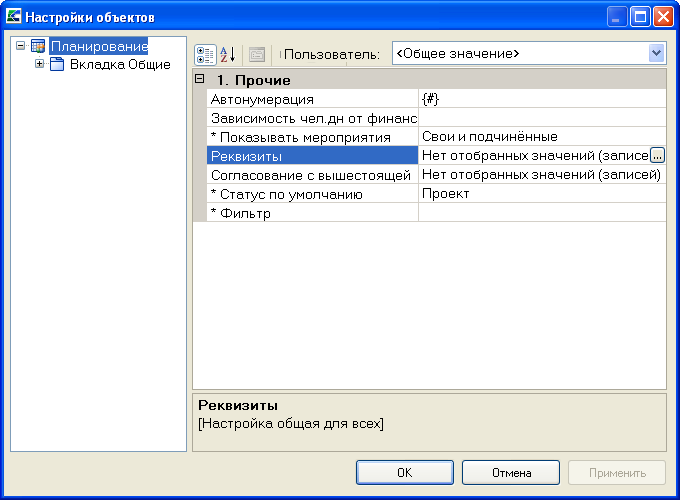 Настройки объектов
Планирование
Вкладка Общие
Пользователь: <Общее значение>
1. Прочие
Автонумерация {#}
Зависимость чел.дн от финанс
* Показывать мероприятия Свои и подчинённые
Реквизиты Нет отобранных значений (записе ...
Согласование с вышестоящей Нет отобранных значений (записей)
* Статус по умолчанию Проект
* Фильтр
Реквизиты
[Настройка общая для всех]
OK Отмена Применить